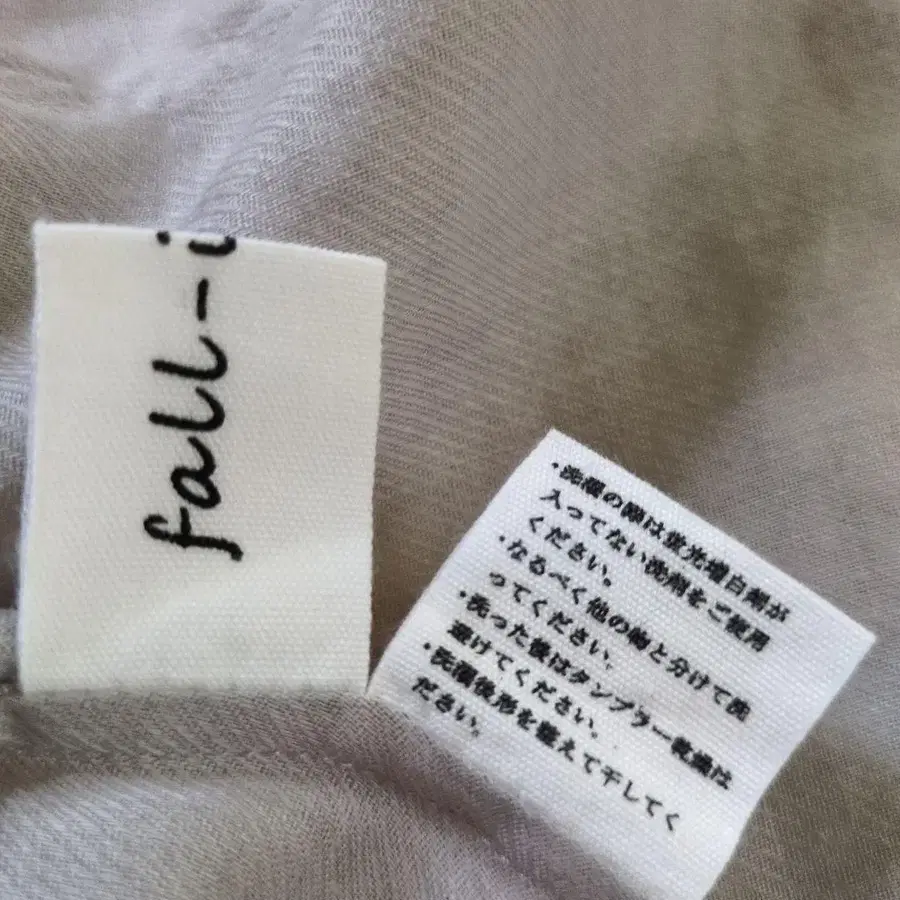 fall-i
・洗濯の際は蛍光増白剤が
入ってない洗剤をご使用
ください。
・なるべく他の物と分けて洗
ってください。
・洗った後はタンブラー乾燥は
避けてください。
・洗濯後形を整えて干してく
ださい。